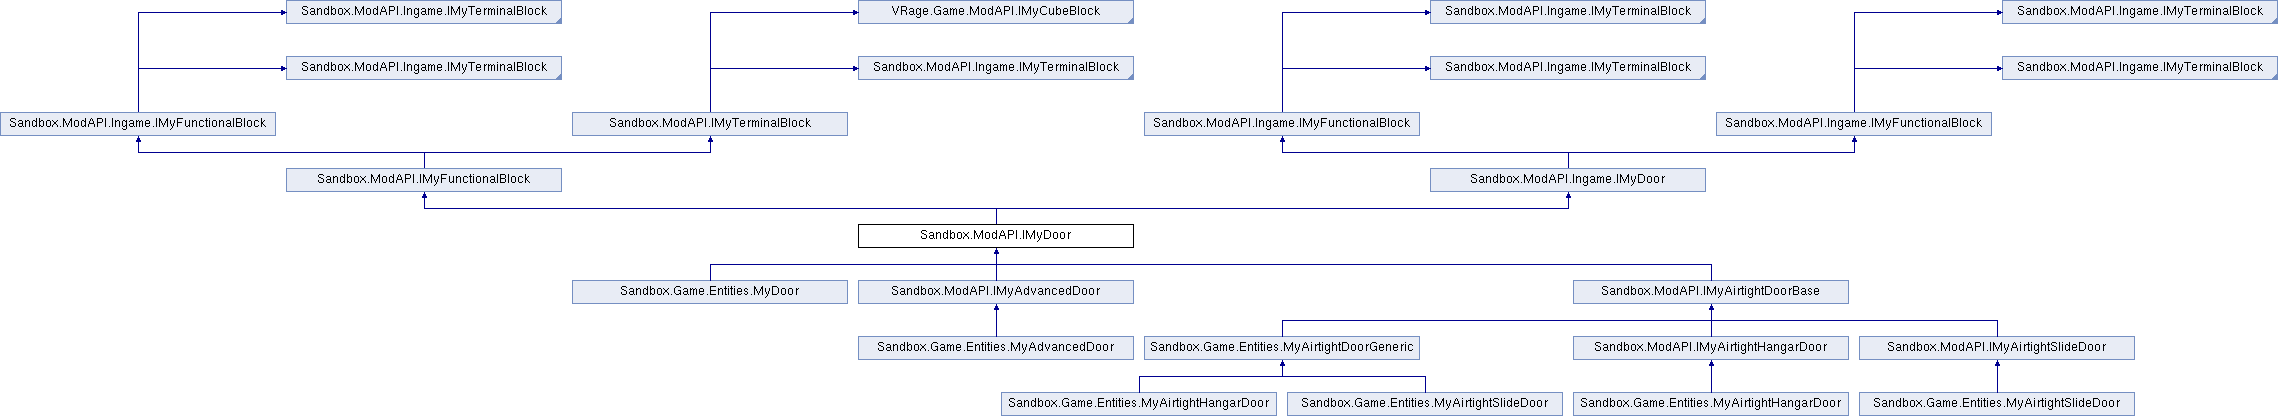 Sandbox.ModAPI.Ingame.IMyTerminalBlock
VRage.Game.ModAPI.IMyCubeBlock
Sandbox.ModAPI.Ingame.IMyTerminalBlock
Sandbox.ModAPI.Ingame.IMyTerminalBlock
Sandbox.ModAPI.Ingame.IMyTerminalBlock
Sandbox.ModAPI.Ingame.IMyTerminalBlock
Sandbox.ModAPI.Ingame.IMyTerminalBlock
Sandbox.ModAPI.Ingame.IMyTerminalBlock
Sandbox.ModAPI.Ingame.IMyFunctionalBlock
Sandbox.ModAPI.IMyTerminalBlock
Sandbox.ModAPI.Ingame.IMyFunctionalBlock
Sandbox.ModAPI.Ingame.IMyFunctionalBlock
Sandbox.ModAPI.IMyFunctionalBlock
Sandbox.ModAPI.Ingame.IMyDoor
Sandbox.ModAPI.IMyDoor
Sandbox.Game.Entities.MyDoor
Sandbox.ModAPI.IMyAdvancedDoor
Sandbox.ModAPI.IMyAirtightDoorBase
Sandbox.Game.Entities.MyAdvancedDoor
Sandbox.Game.Entities.MyAirtightDoorGeneric
Sandbox.ModAPI.IMyAirtightHangarDoor
Sandbox.ModAPI.IMyAirtightSlideDoor
Sandbox.Game.Entities.MyAirtightHangarDoor
Sandbox.Game.Entities.MyAirtightSlideDoor
Sandbox.Game.Entities.MyAirtightHangarDoor
Sandbox.Game.Entities.MyAirtightSlideDoor